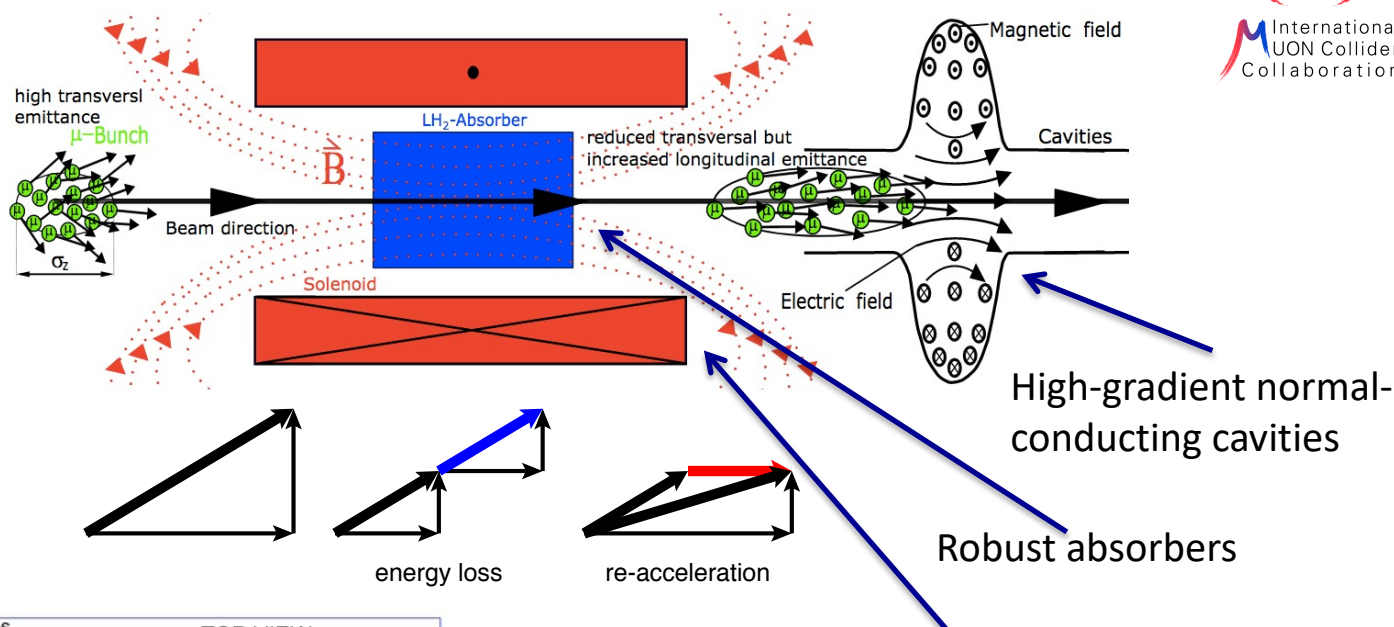 Internationa
MUON Collider
Collaboration
Magnetic field
high transversl
emittance
μ-Bunch
LH₂-Absorber
reduced transversal but
increased longitudinal emittance
Cavities
B
μ μ μ μ μ μ μ μ μ μ μ μ μ
Beam direction
σz
Solenoid
Electric field
High-gradient normal-
conducting cavities
Robust absorbers
energy loss
re-acceleration